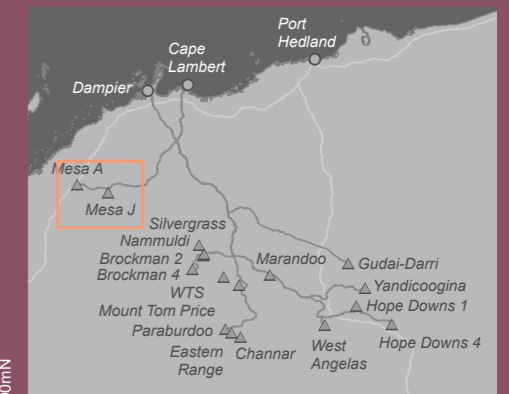 Port
Hedland
Cape
Lambert
Dampier
Mesa A
Mesa J
Silvergrass
Nammuldi
Brockman 2
Brockman 4
Marandoo
Gudai-Darri
WTS
Yandicoogina
Mount Tom Price
Hope Downs 1
Paraburdoo
Eastern
Range
Channar
West
Angelas
Hope Downs 4